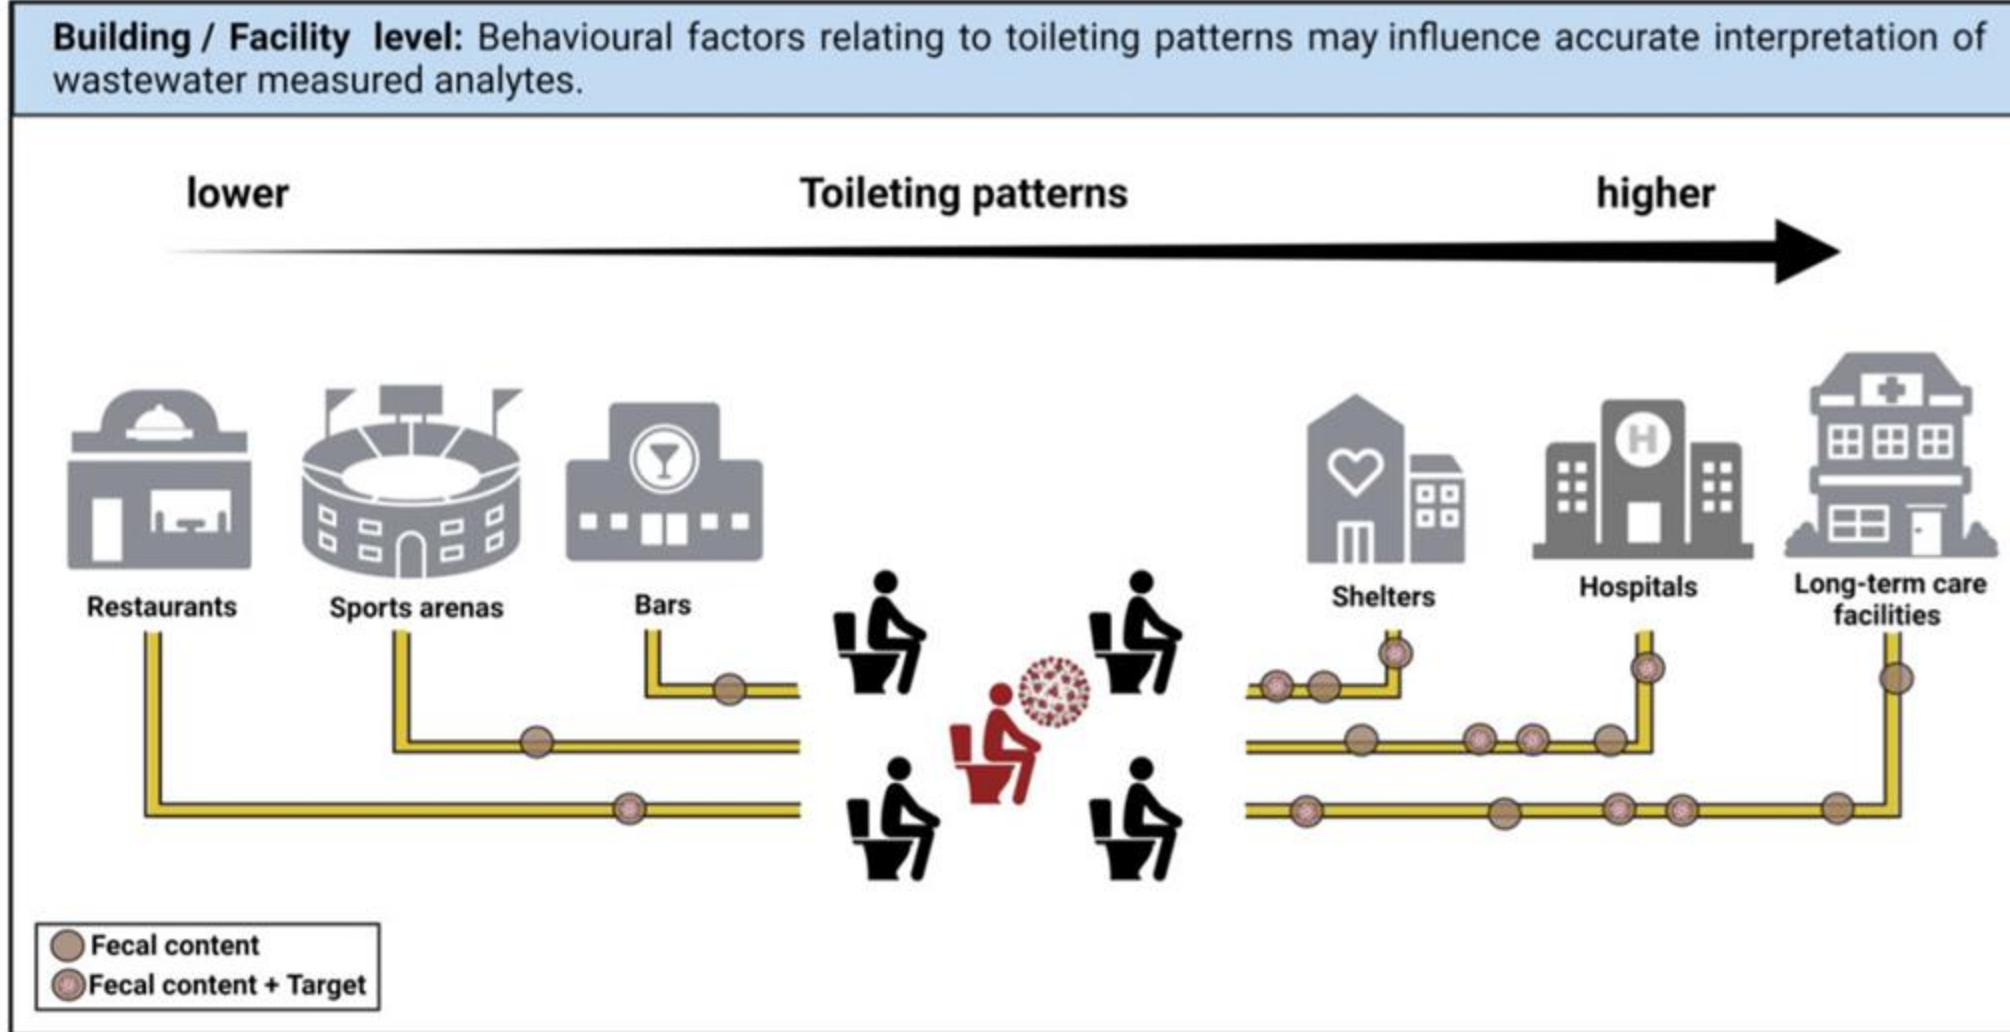 Building / Facility level: Behavioural factors relating to toileting patterns may influence accurate interpretation of
wastewater measured analytes.
lower
Toileting patterns
higher
H
Restaurants
Sports arenas
Bars
Shelters
Hospitals
Long-term care
facilities
Fecal content
Fecal content + Target